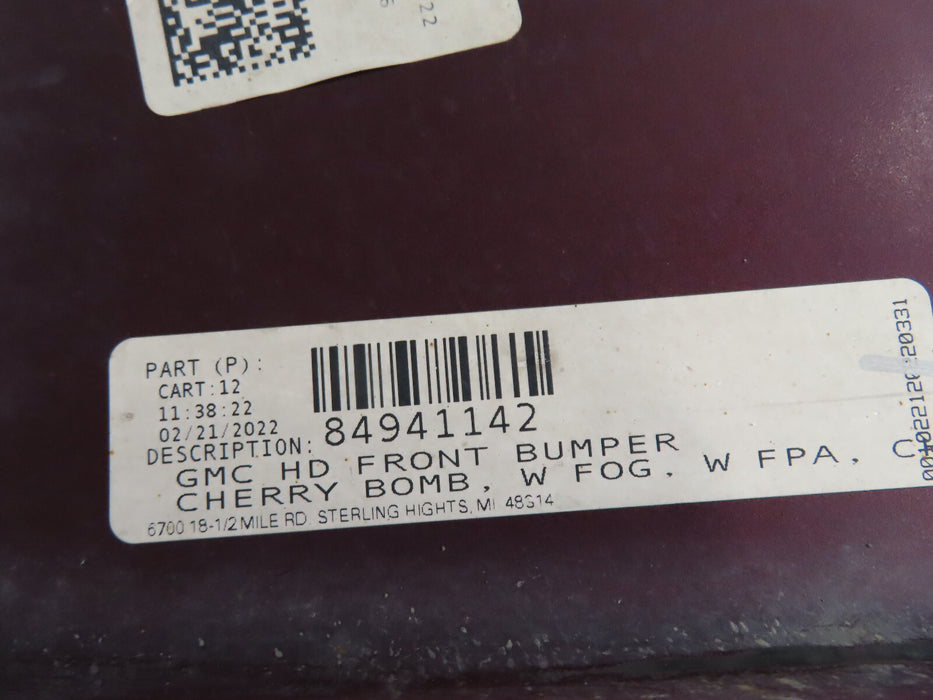 22
PART (P):
CART:12
11:38:22
02/21/2022
84941142
DESCRIPTION:
GMC HD FRONT BUMPER
CHERRY BOMB, W FOG, W FPA, C
6700 18-1/2 MILE RD. STERLING HIGHTS, MI 48314